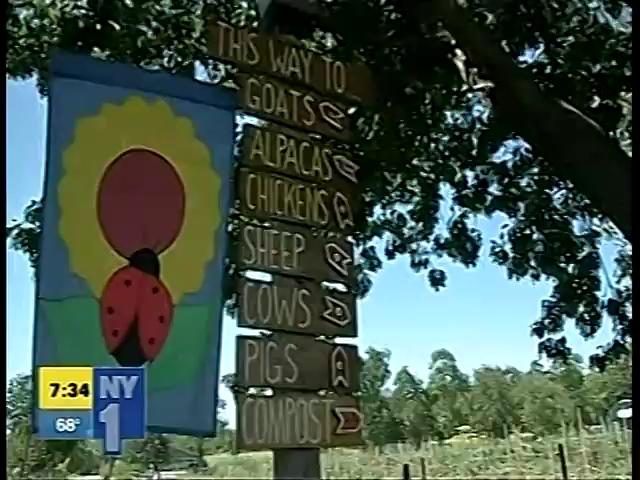 THIS WAY TO
GOATS
ALPACAS
CHICKENS
SHEEP
COWS
PIGS
COMPOST
7:34
68°
NY
1